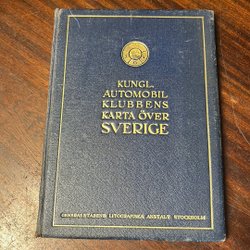 KUNGL.
AUTOMOBIL
KLUBBENS
KARTA ÖVER
SVERIGE
GENERALSTABENS LITOGRAFISKA ANSTALT STOCKHOLM